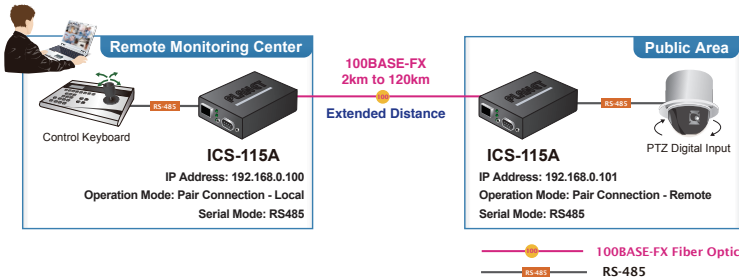 Remote Monitoring Center
Public Area
100BASE-FX
2km to 120km
100
Extended Distance
RS-485
PLANET
Control Keyboard
ICS-115A
IP Address: 192.168.0.100
Operation Mode: Pair Connection - Local
Serial Mode: RS485
PLANET
RS-485
PTZ Digital Input
ICS-115A
IP Address: 192.168.0.101
Operation Mode: Pair Connection - Remote
Serial Mode: RS485
100
100BASE-FX Fiber Optic
RS-485
RS-485